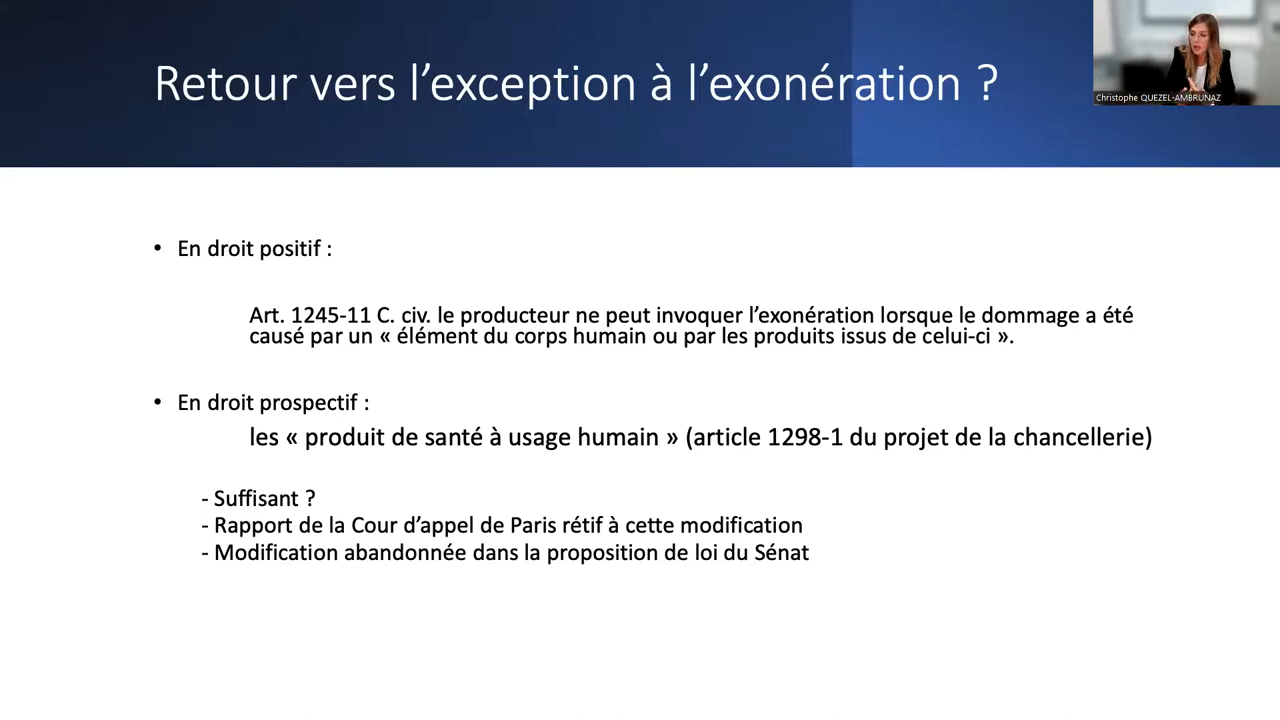 Retour vers l’exception à l’exonération ?
Christophe QUEZEL-AMBRUNAZ
• En droit positif :
Art. 1245-11 C. civ. le producteur ne peut invoquer l’exonération lorsque le dommage a été
causé par un « élément du corps humain ou par les produits issus de celui-ci ».
• En droit prospectif :
les « produit de santé à usage humain » (article 1298-1 du projet de la chancellerie)
- Suffisant ?
- Rapport de la Cour d’appel de Paris rétif à cette modification
- Modification abandonnée dans la proposition de loi du Sénat